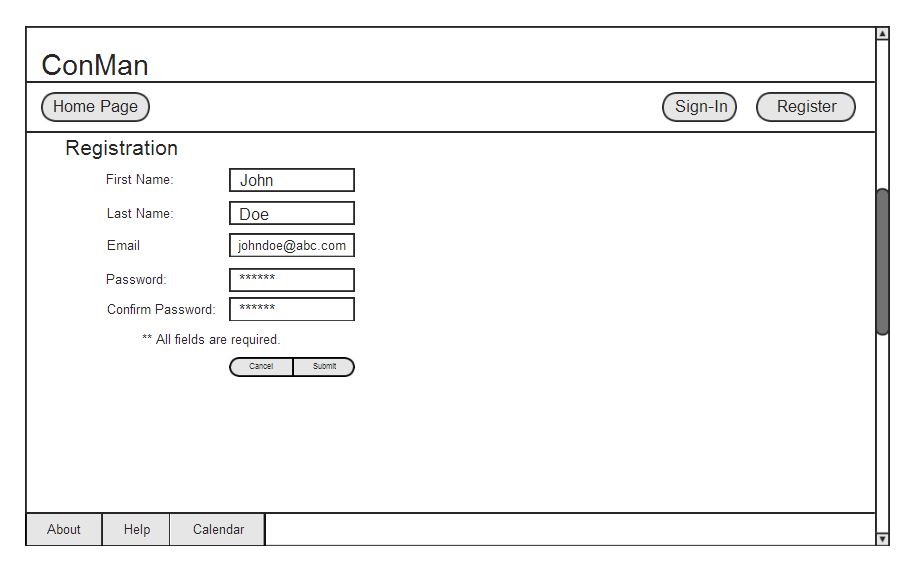 ConMan
Home Page Sign-In Register
Registration
First Name: John
Last Name: Doe
Email johndoe@abc.com
Password: ******
Confirm Password: ******
** All fields are required.
Cancel Submit
About Help Calendar